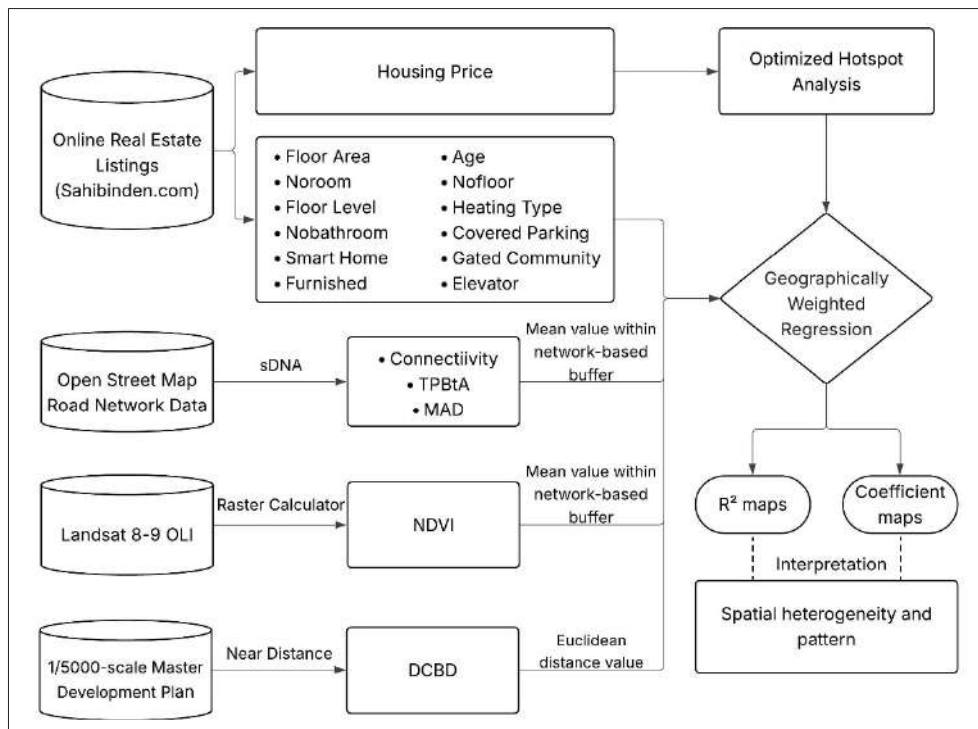 Online Real Estate
Listings
(Sahibinden.com)
Housing Price
Optimized Hotspot
Analysis
• Floor Area
• Noroom
• Floor Level
• Nobathroom
• Smart Home
• Furnished
• Age
• Nofloor
• Heating Type
• Covered Parking
• Gated Community
• Elevator
Geographically
Weighted
Regression
Open Street Map
Road Network Data
sDNA
• Connectiivity
• TPBtA
• MAD
Mean value within
network-based
buffer
Landsat 8-9 OLI
Raster Calculator
NDVI
Mean value within
network-based
buffer
1/5000-scale Master
Development Plan
Near Distance
DCBD
Euclidean
distance value
R² maps
Coefficient
maps
Interpretation
Spatial heterogeneity and
pattern